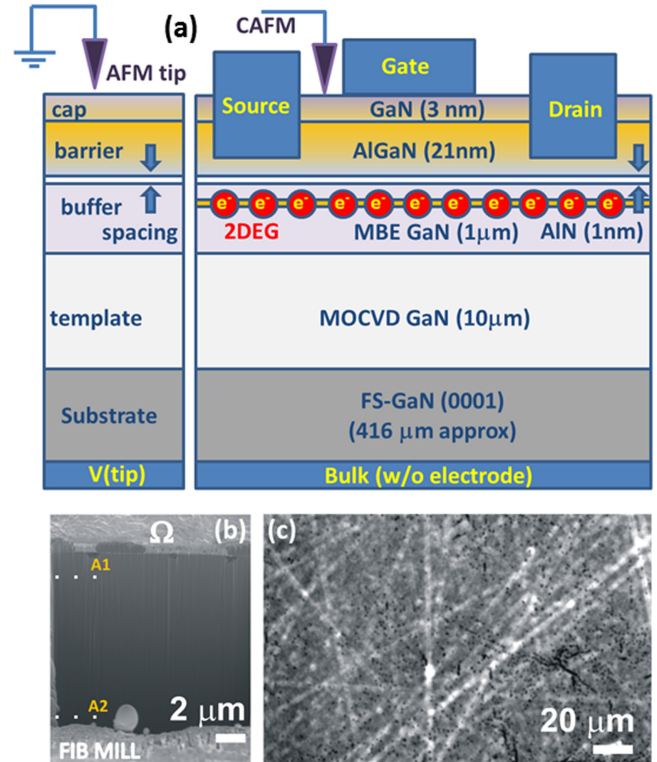 (a)
CAFM
AFM tip
Source
Gate
Drain
cap
GaN (3 nm)
barrier
AlGaN (21nm)
buffer
e⁻ e⁻ e⁻ e⁻ e⁻ e⁻ e⁻ e⁻ e⁻ e⁻ e⁻
spacing
2DEG
MBE GaN (1μm)
AlN (1nm)
template
MOCVD GaN (10μm)
Substrate
FS-GaN (0001)
(416 μm approx)
V(tip)
Bulk (w/o electrode)
Ω
(b)
A1
A2
2 μm
FIB MILL
(c)
20 μm